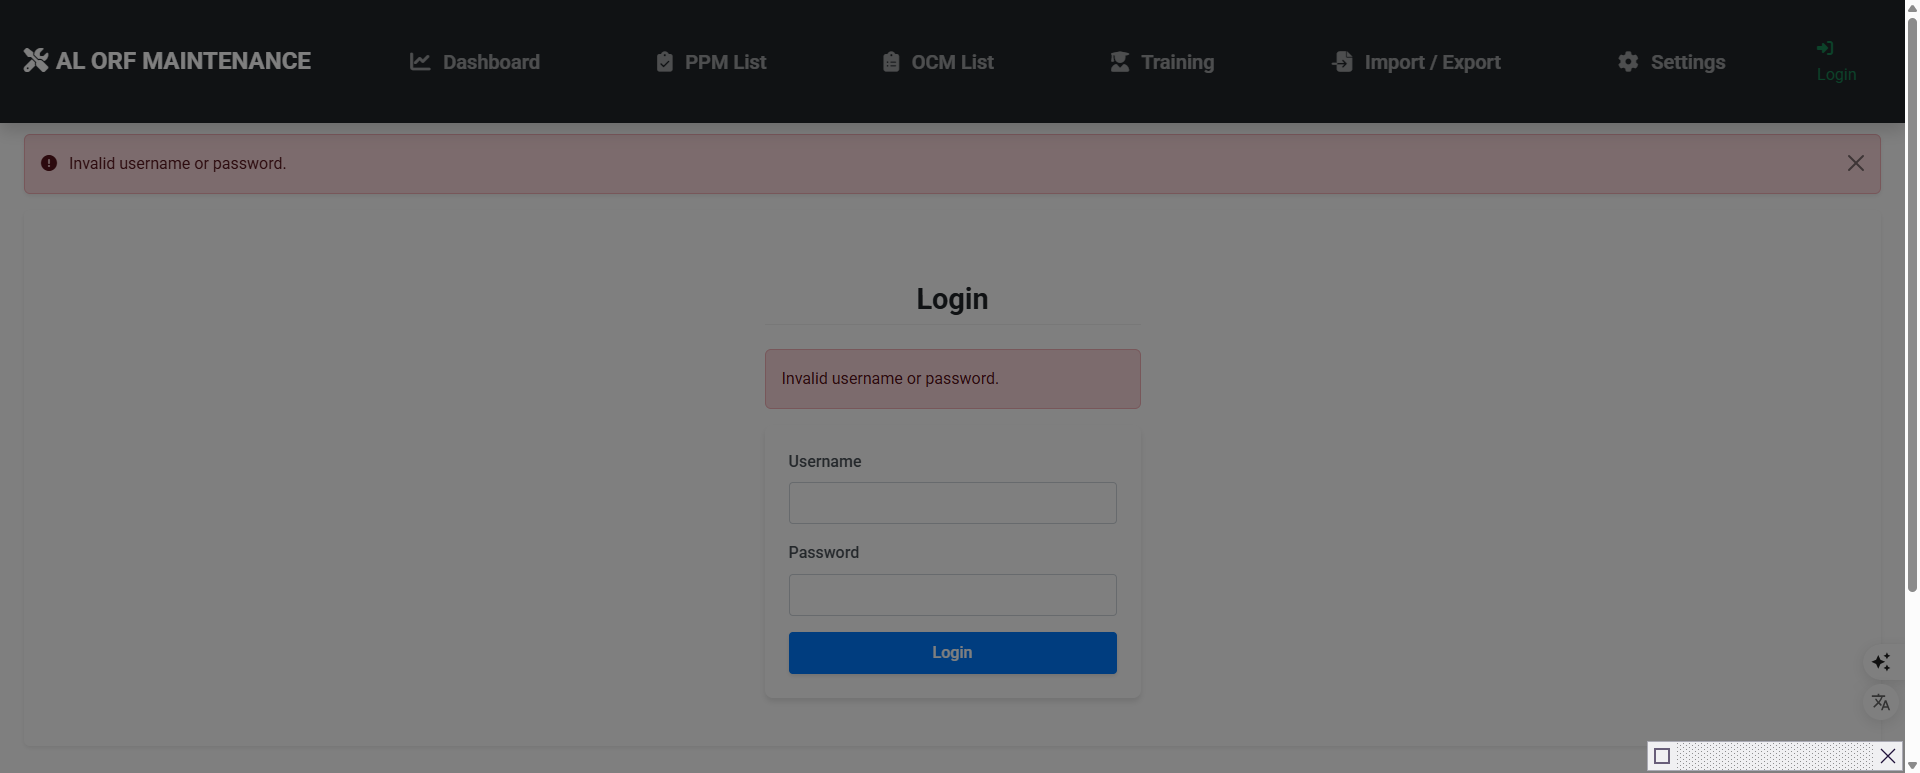 AL ORF MAINTENANCE
Dashboard
PPM List
OCM List
Training
Import / Export
Settings
Login
Invalid username or password.
Login
Invalid username or password.
Username
Password
Login